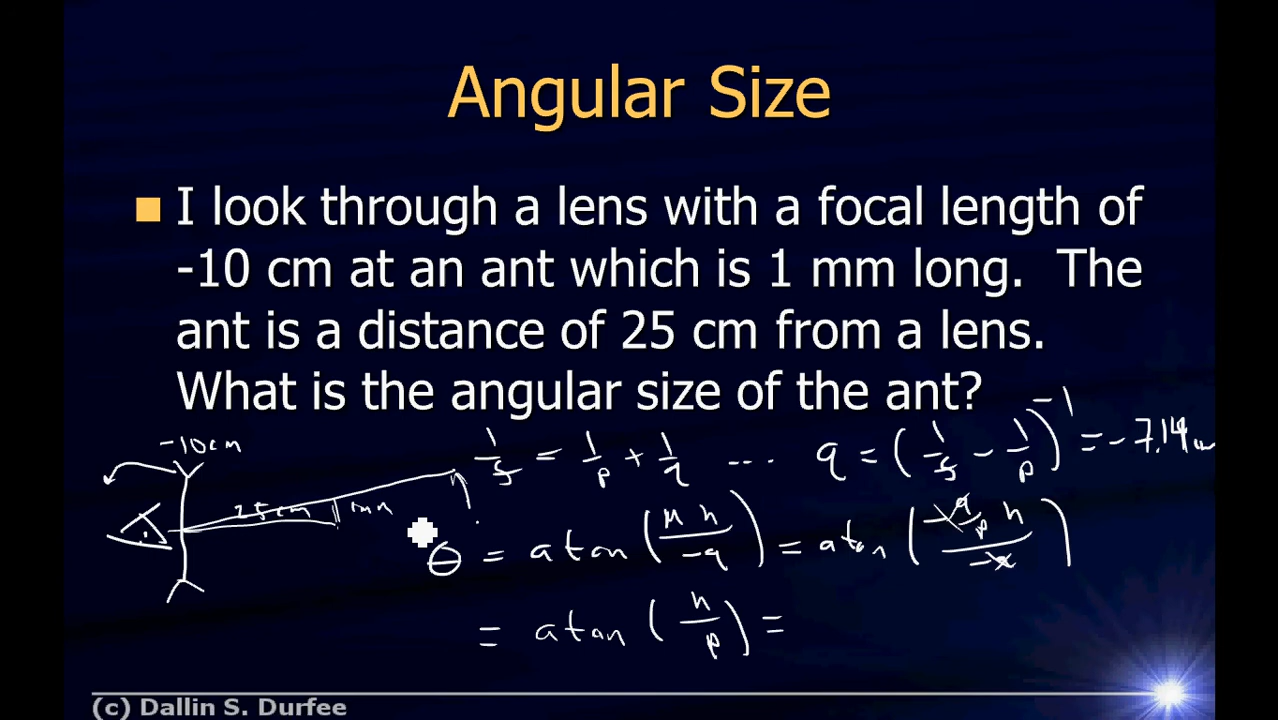 Angular Size
I look through a lens with a focal length of
-10 cm at an ant which is 1 mm long. The
ant is a distance of 25 cm from a lens.
What is the angular size of the ant?
-10cm
1/f = 1/p + 1/q ... q = (1/f - 1/p)^-1 = -7.14cm
25cm 1mm
θ = atan (M h / -q) = atan (-q/p h / -q)
= atan (h/p) =
(c) Dallin S. Durfee